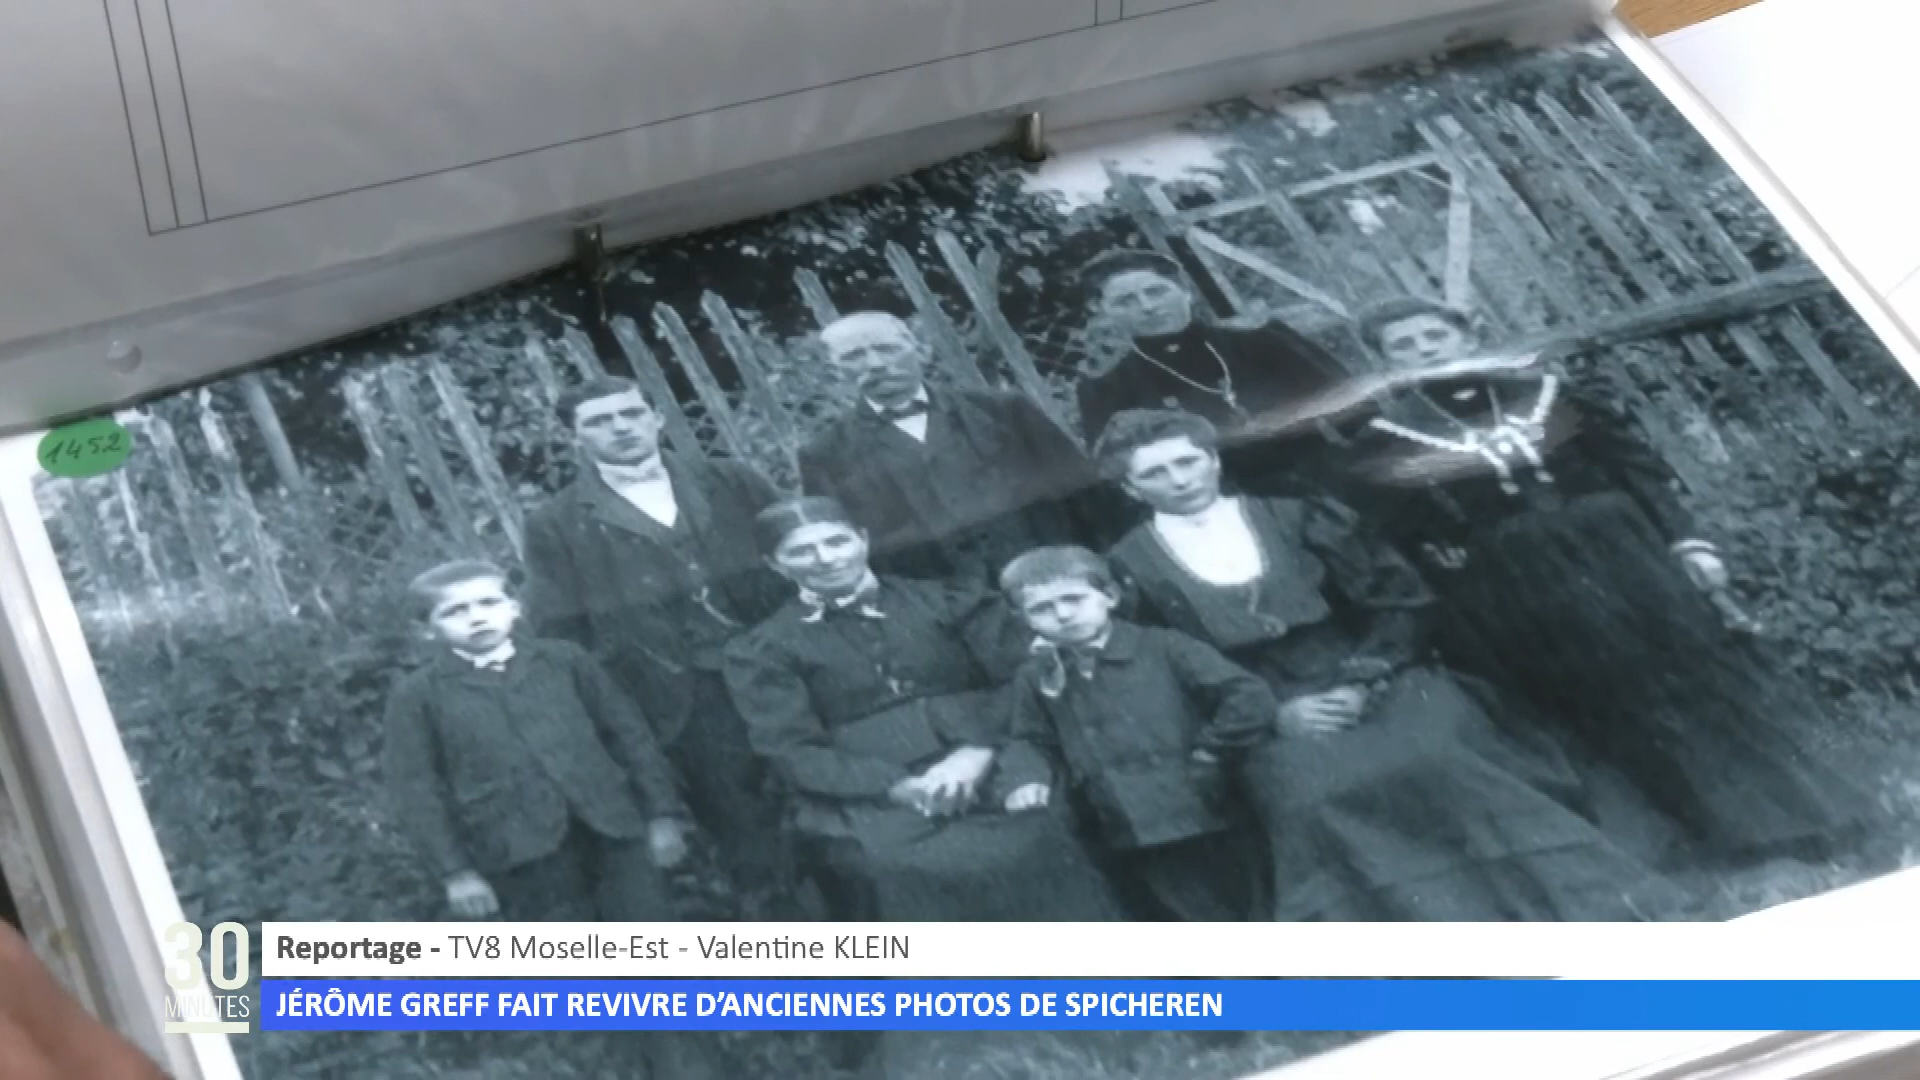 1452
30
MINUTES
Reportage - TV8 Moselle-Est - Valentine KLEIN
JÉRÔME GREFF FAIT REVIVRE D’ANCIENNES PHOTOS DE SPICHEREN